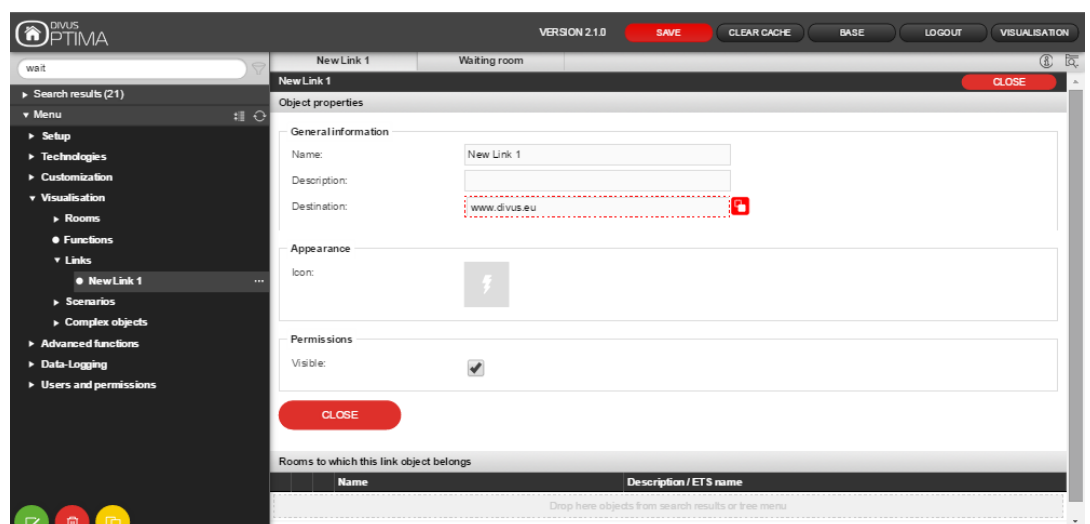 DIVUS
OPTIMA
VERSION 2.1.0 SAVE CLEAR CACHE BASE LOGOUT VISUALISATION
wait
New Link 1 Waiting room
New Link 1 CLOSE
Search results (21)
Object properties
Menu
Setup
General information
Technologies
Name: New Link 1
Customization
Description:
Visualisation
Destination: www.divus.eu
Rooms
Functions
Appearance
Links
Icon:
New Link 1 ...
Scenarios
Complex objects
Permissions
Advanced functions
Data-Logging
Visible:
Users and permissions
CLOSE
Rooms to which this link object belongs
Name Description / ETS name
Drop here objects from search results or tree menu